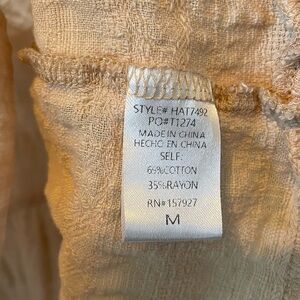 STYLE# HAT7492
PO#T1274
MADE IN CHINA
HECHO EN CHINA
SELF:
65%COTTON
35%RAYON
RN#157927
M